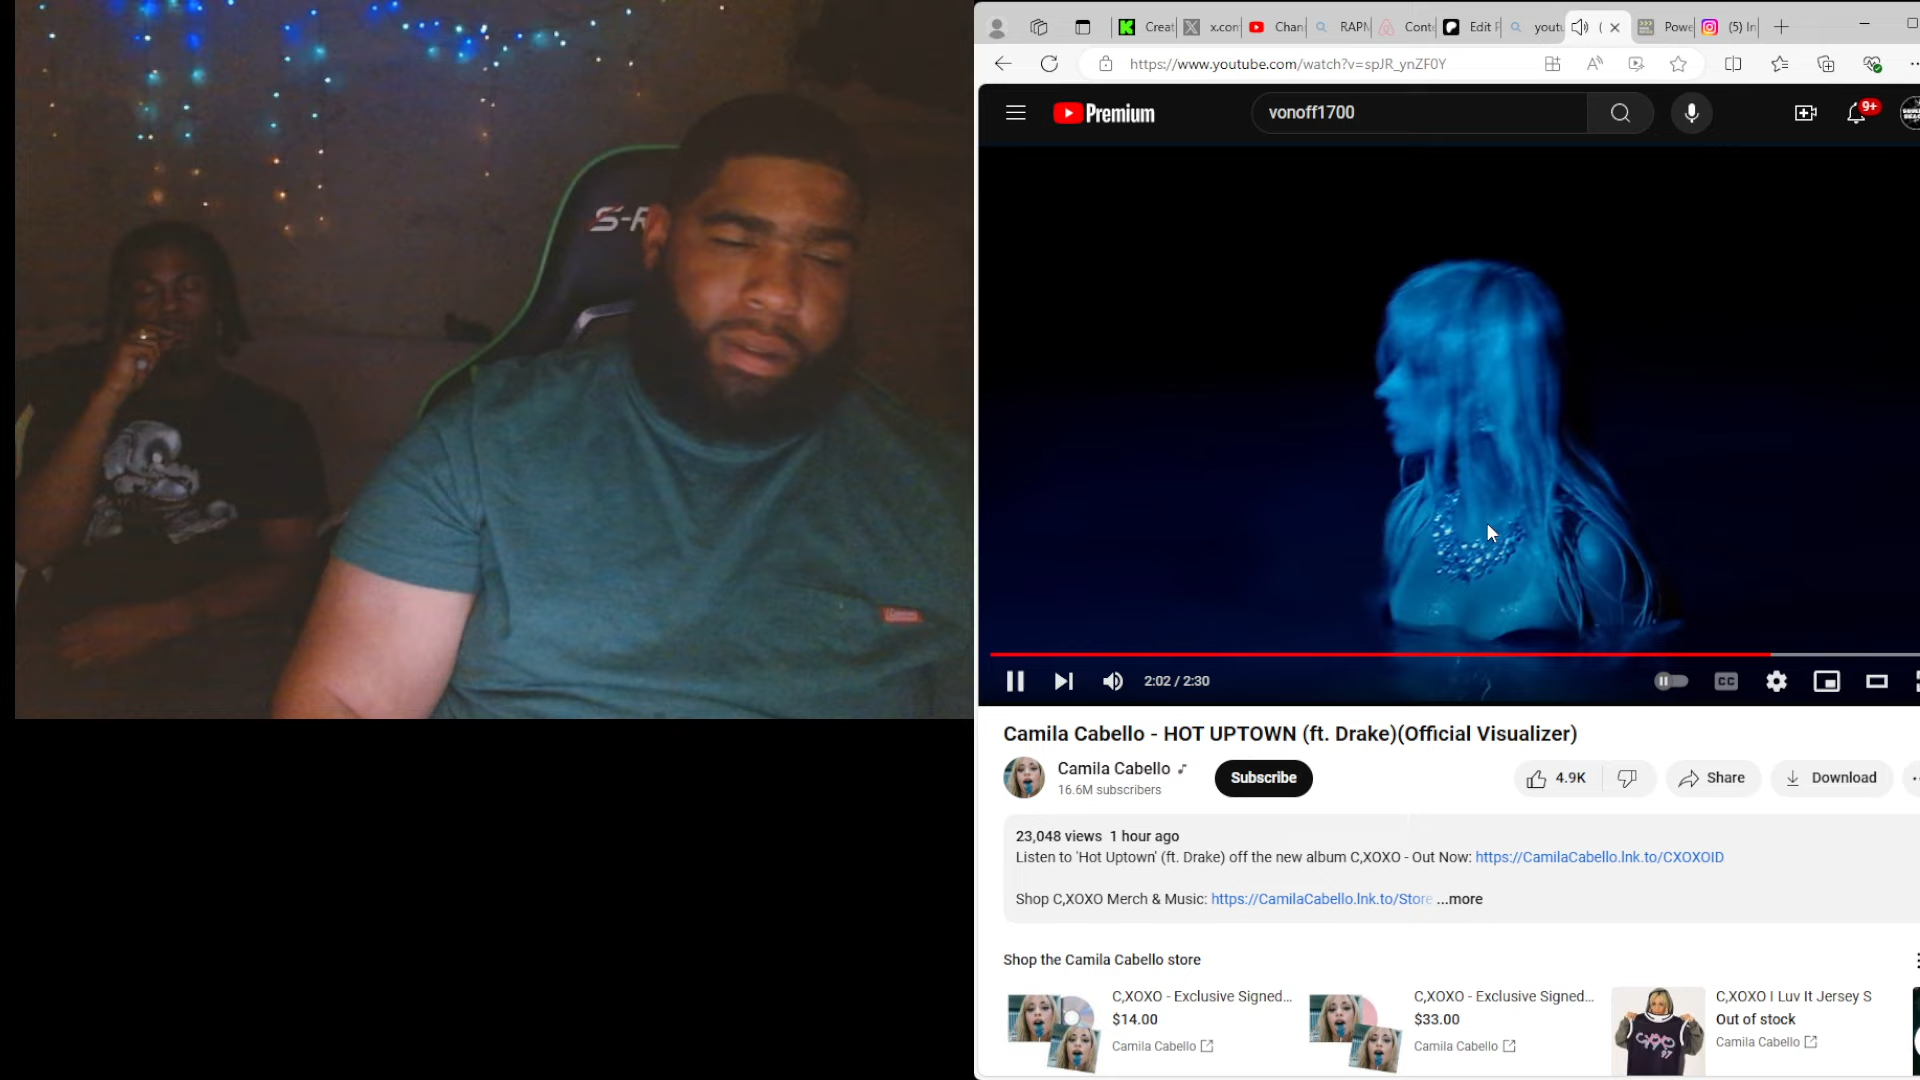 S-R
Creat
x.com
Chan
RAPM
Cont
Edit P
yout
(
Powe
(5) In
https://www.youtube.com/watch?v=spJR_ynZF0Y
Premium
vonoff1700
9+
2:02 / 2:30
CC
Camila Cabello - HOT UPTOWN (ft. Drake)(Official Visualizer)
Camila Cabello
16.6M subscribers
Subscribe
4.9K
Share
Download
23,048 views 1 hour ago
Listen to 'Hot Uptown' (ft. Drake) off the new album C,XOXO - Out Now: https://CamilaCabello.lnk.to/CXOXOID
Shop C,XOXO Merch & Music: https://CamilaCabello.lnk.to/Store ...more
Shop the Camila Cabello store
C,XOXO - Exclusive Signed...
$14.00
Camila Cabello
C,XOXO - Exclusive Signed...
$33.00
Camila Cabello
C,XOXO I Luv It Jersey S
Out of stock
Camila Cabello